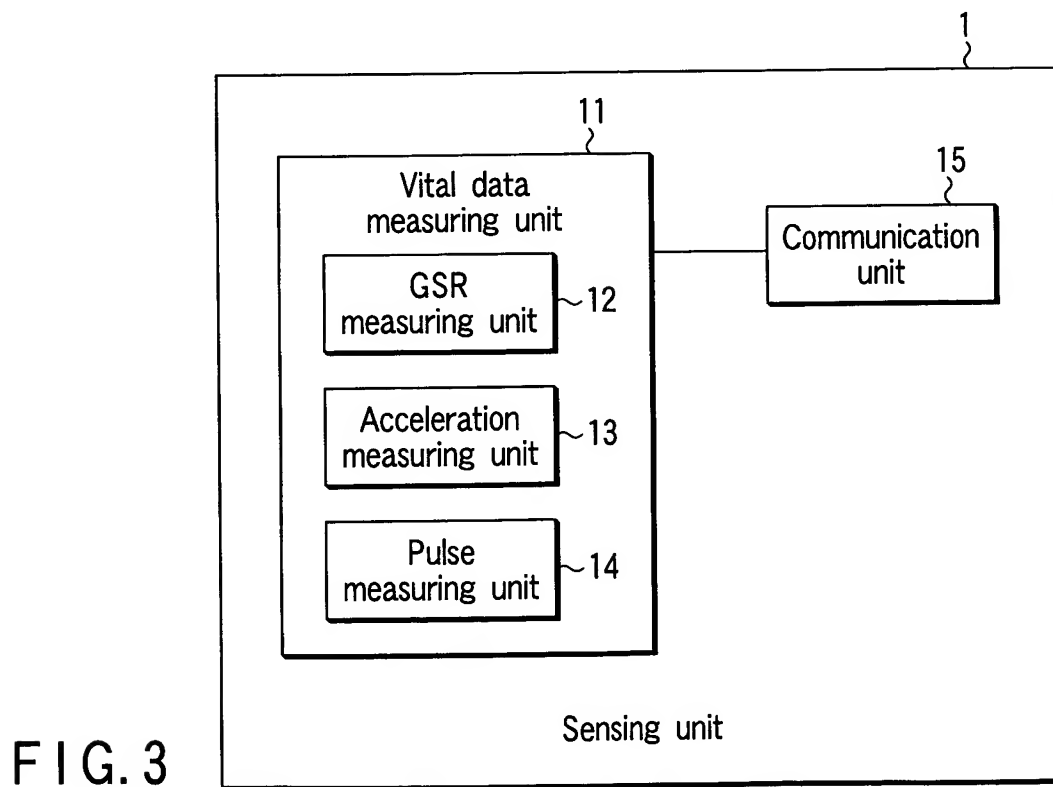 1
11
Vital data
measuring unit
15
Communication
unit
GSR
measuring unit
12
Acceleration
measuring unit
13
Pulse
measuring unit
14
Sensing unit
FIG. 3